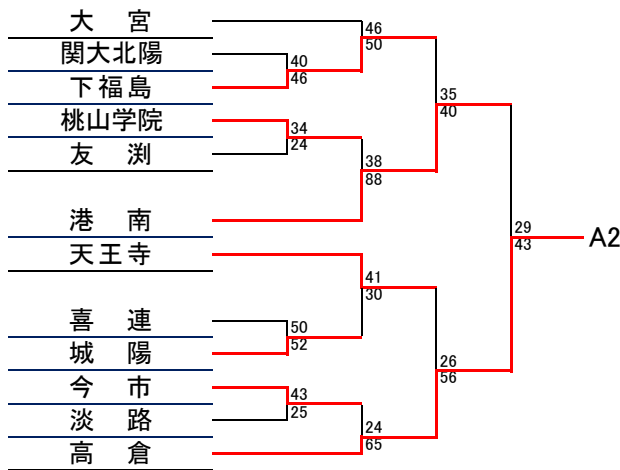 大　宮
関大北陽
下福島
桃山学院
友　渕
港　南
天王寺
喜　連
城　陽
今　市
淡　路
高　倉
40
46
34
24
50
52
43
25
46
50
38
88
41
30
24
65
35
40
26
56
29
43
A2